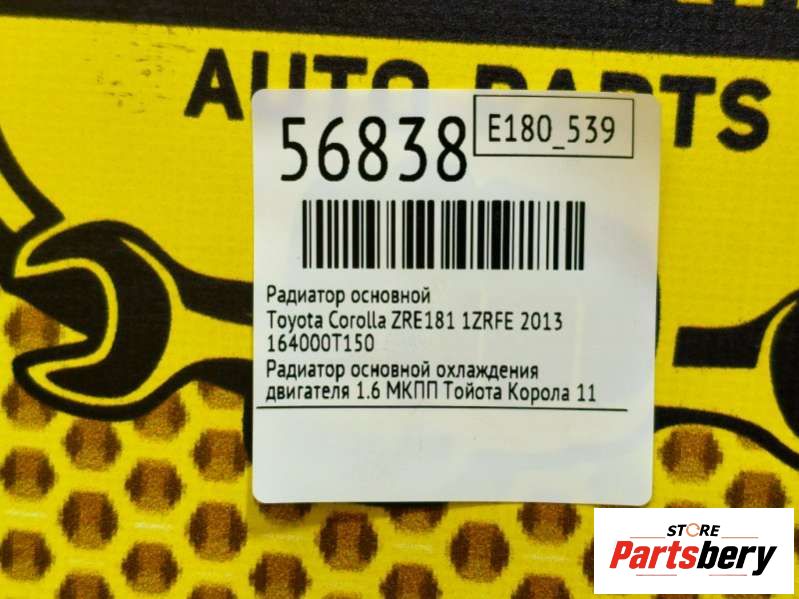 AUTO PARTS
56838
E180_539
Радиатор основной
Toyota Corolla ZRE181 1ZRFE 2013
164000T150
Радиатор основной охлаждения
двигателя 1.6 МКПП Тойота Корола 11
STORE
Partsbery